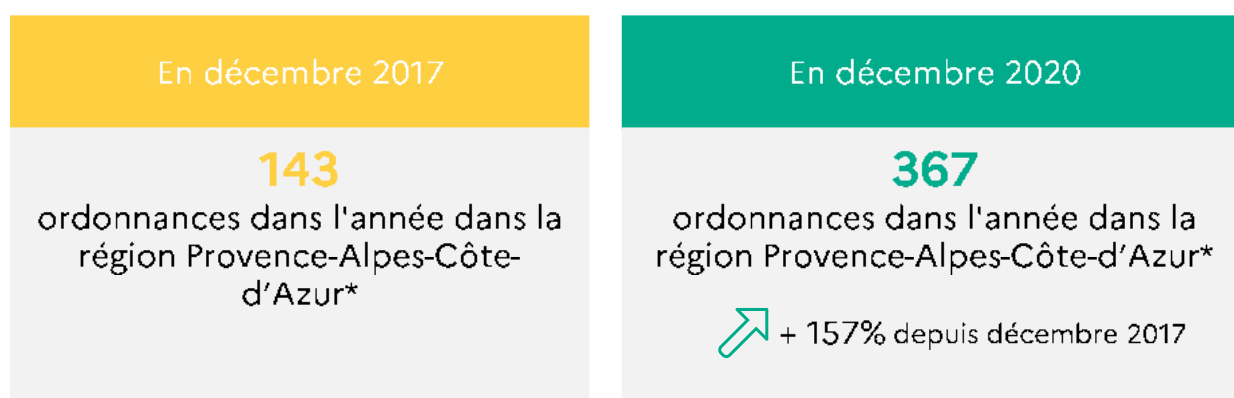 En décembre 2017
143
ordonnances dans l'année dans la
région Provence-Alpes-Côte-
d’Azur*
En décembre 2020
367
ordonnances dans l'année dans la
région Provence-Alpes-Côte-d’Azur*
+ 157% depuis décembre 2017